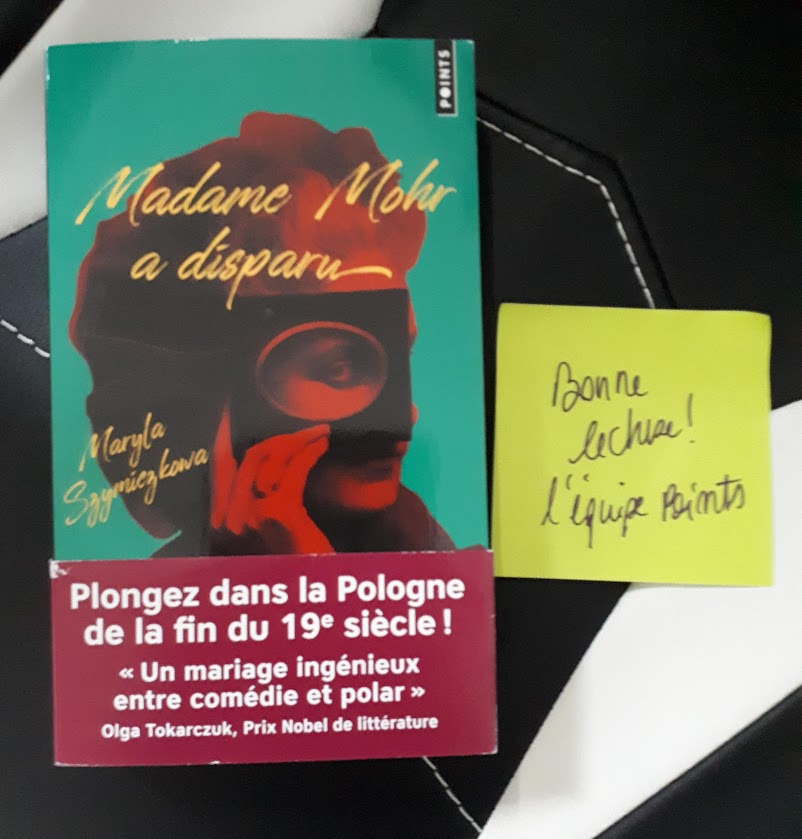 POINTS
Madame Mohr
a disparu
Maryla
Szymiczkowa
Plongez dans la Pologne
de la fin du 19e siècle !
« Un mariage ingénieux
entre comédie et polar »
Olga Tokarczuk, Prix Nobel de littérature
Bonne
lecture !
l'équipe Points